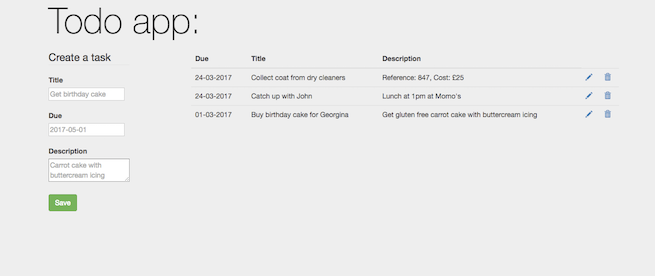 Todo app:
Create a task
Title
Get birthday cake
Due
2017-05-01
Description
Carrot cake with
buttercream icing
Save
Due Title Description
24-03-2017 Collect coat from dry cleaners Reference: 847, Cost: £25
24-03-2017 Catch up with John Lunch at 1pm at Momo's
01-03-2017 Buy birthday cake for Georgina Get gluten free carrot cake with buttercream icing